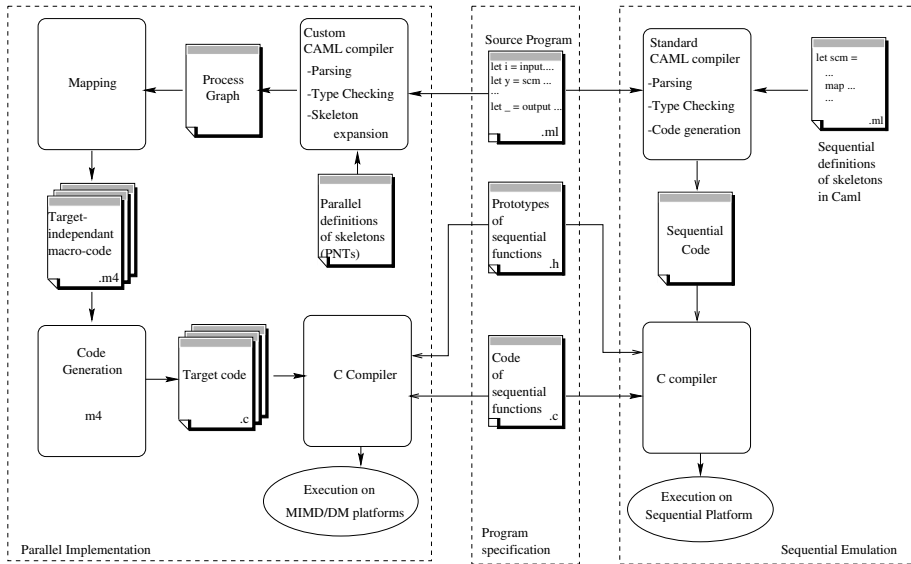 Mapping
Process
Graph
Custom
CAML compiler
-Parsing
-Type Checking
-Skeleton
expansion
Target-
independant
macro-code
.m4
Parallel
definitions
of skeletons
(PNTs)
Code
Generation
m4
Target code
.c
C Compiler
Execution on
MIMD/DM platforms
Parallel Implementation
Source Program
let i = input....
let y = scm ...
...
let _ = output ...
.ml
Prototypes
of
sequential
functions
.h
Code
of
sequential
functions
.c
Program
specification
Standard
CAML compiler
-Parsing
-Type Checking
-Code generation
let scm =
...
map ...
...
.ml
Sequential
definitions
of skeletons
in Caml
Sequential
Code
C compiler
Execution on
Sequential Platform
Sequential Emulation